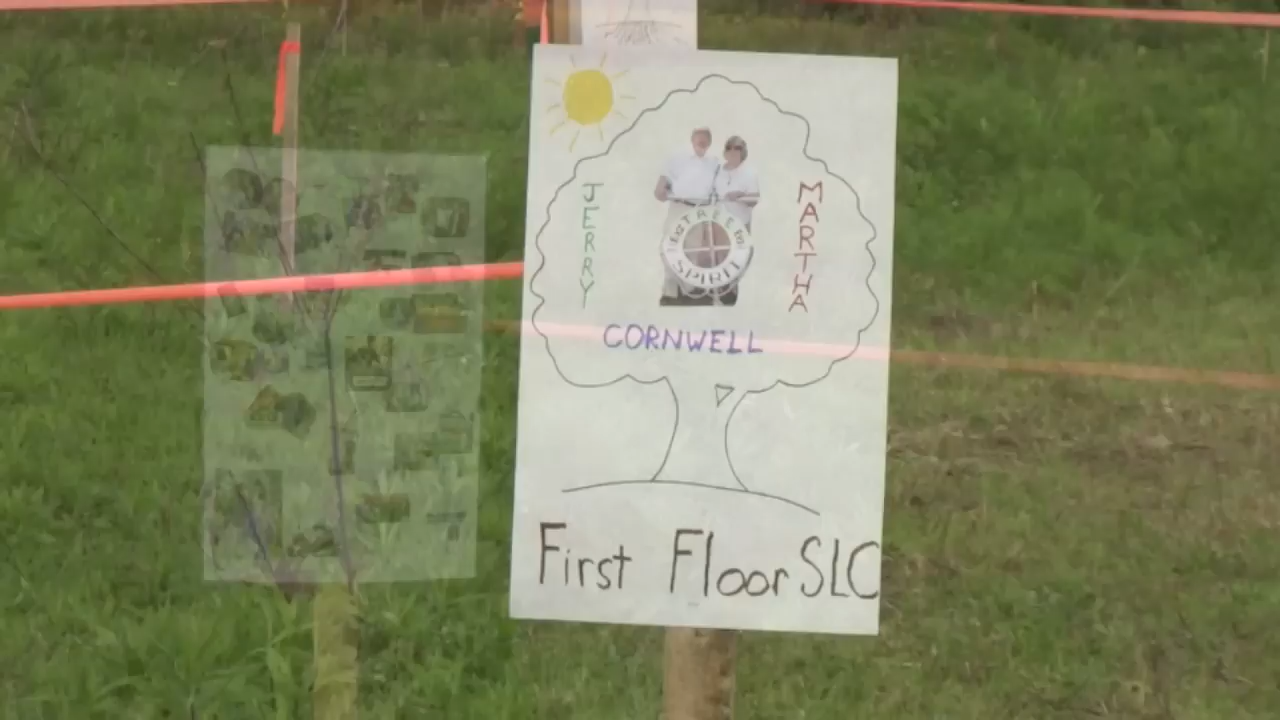 JERRY
MARTHA
TREE
SPIRIT
CORNWELL
First Floor SLC